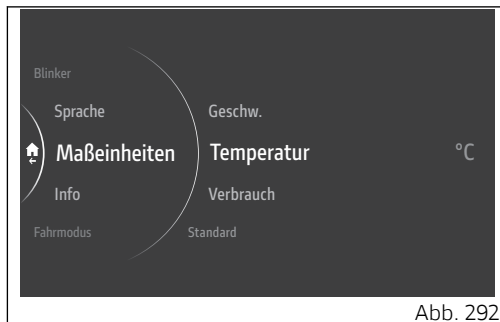 Blinker
Sprache Geschw.
Maßeinheiten Temperatur °C
Info Verbrauch
Fahrmodus Standard
Abb. 292